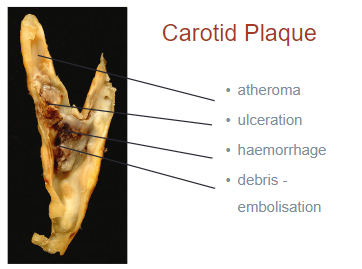 Carotid Plaque
• atheroma
• ulceration
• haemorrhage
• debris -
embolisation